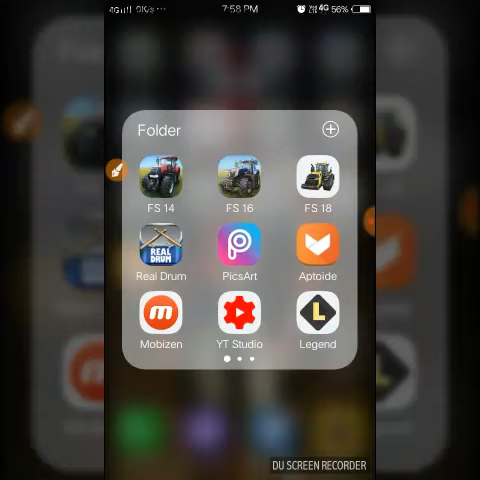 7:58 PM
4G 56%
Folder
FS 14 FS 16 FS 18
REAL
DRUM
Real Drum PicsArt Aptoide
Mobizen YT Studio Legend
DU SCREEN RECORDER